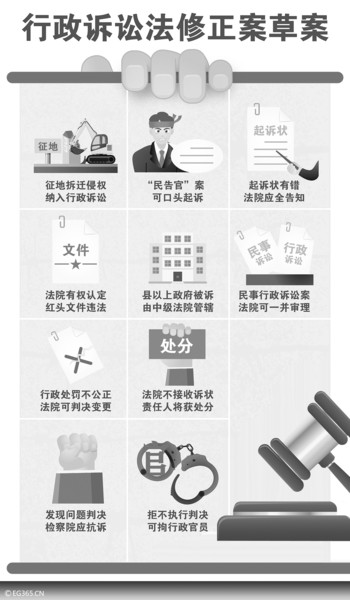 行政诉讼法修正案草案
征地
起诉状
征地拆迁侵权
纳入行政诉讼
“民告官”案
可口头起诉
起诉状有错
法院应全告知
文件
民事
诉讼
行政
诉讼
法院有权认定
红头文件违法
县以上政府被诉
由中级法院管辖
民事行政诉讼案
法院可一并审理
处分
行政处罚不公正
法院可判决变更
法院不接收诉状
责任人将获处分
发现问题判决
检察院应抗诉
拒不执行判决
可拘行政官员
© EG365.CN